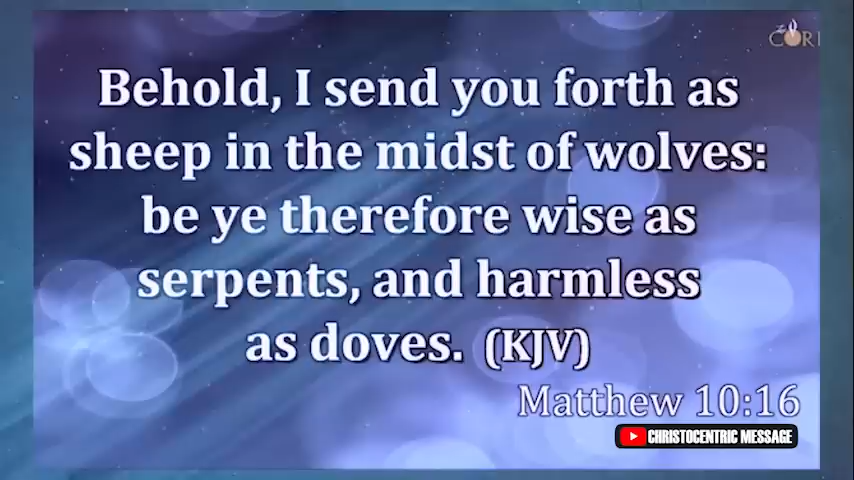 CORI
Behold, I send you forth as
sheep in the midst of wolves:
be ye therefore wise as
serpents, and harmless
as doves. (KJV)
Matthew 10:16
CHRISTOCENTRIC MESSAGE